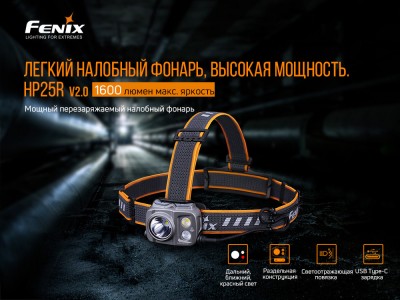 FENIX
LIGHTING FOR EXTREMES
ЛЕГКИЙ НАЛОБНЫЙ ФОНАРЬ, ВЫСОКАЯ МОЩНОСТЬ.
HP25R V2.0 1600 люмен макс. яркость
Мощный перезаряжаемый налобный фонарь
FENIX
Дальний, ближний, красный свет
Раздельная конструкция
Светоотражающая повязка
USB Type-C зарядка